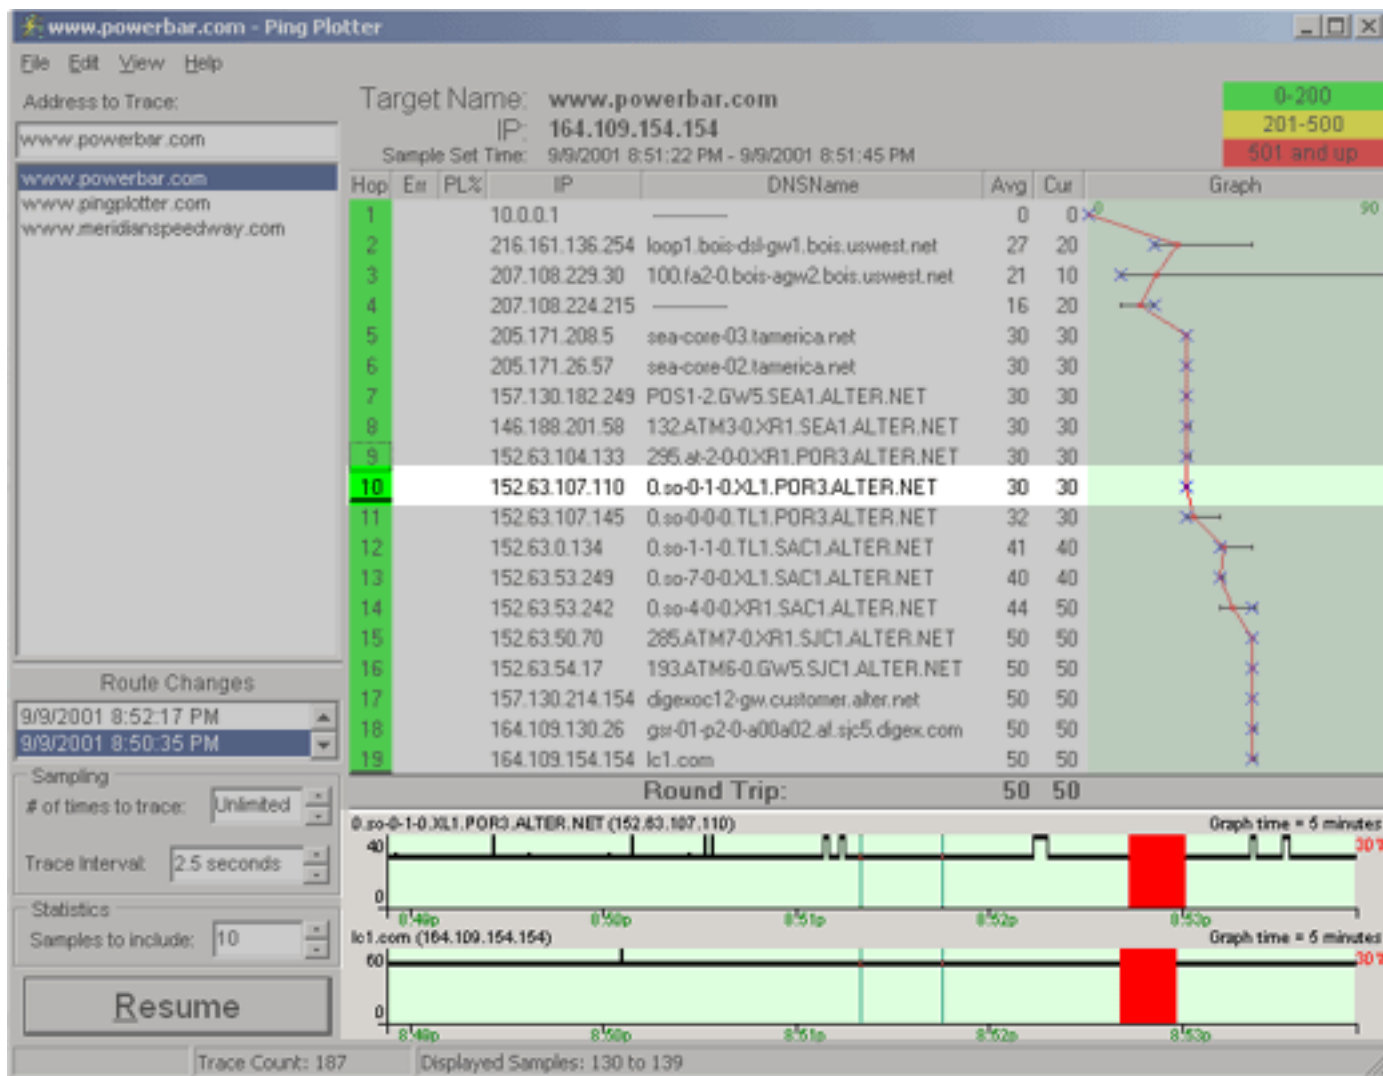 www.powerbar.com - Ping Plotter
File Edit View Help
Address to Trace:
www.powerbar.com
www.powerbar.com
www.pingplotter.com
www.meridianspeedway.com
Target Name: www.powerbar.com
IP: 164.109.154.154
Sample Set Time: 9/9/2001 8:51:22 PM - 9/9/2001 8:51:45 PM
0-200
201-500
501 and up
Hop Err PL% IP DNSName Avg Cur Graph
0 90
1 10.0.0.1 -------- 0 0
2 216.161.136.254 loop1.bois-dsl-gw1.bois.uswest.net 27 20
3 207.108.229.30 100.fa2-0.bois-agw2.bois.uswest.net 21 10
4 207.108.224.215 -------- 16 20
5 205.171.208.5 sea-core-03.tamerica.net 30 30
6 205.171.26.57 sea-core-02.tamerica.net 30 30
7 157.130.182.249 POS1-2.GW5.SEA1.ALTER.NET 30 30
8 146.188.201.58 132.ATM3-0.XR1.SEA1.ALTER.NET 30 30
9 152.63.104.133 295.at-2-0-0.XR1.POR3.ALTER.NET 30 30
10 152.63.107.110 0.so-0-1-0.XL1.POR3.ALTER.NET 30 30
11 152.63.107.145 0.so-0-0-0.TL1.POR3.ALTER.NET 32 30
12 152.63.0.134 0.so-1-1-0.TL1.SAC1.ALTER.NET 41 40
13 152.63.53.249 0.so-7-0-0.XL1.SAC1.ALTER.NET 40 40
14 152.63.53.242 0.so-4-0-0.XR1.SAC1.ALTER.NET 44 50
15 152.63.50.70 285.ATM7-0.XR1.SJC1.ALTER.NET 50 50
16 152.63.54.17 193.ATM6-0.GW5.SJC1.ALTER.NET 50 50
17 157.130.214.154 digexoc12-gw.customer.alter.net 50 50
18 164.109.130.26 gsr-01-p2-0-a00a02.at.sjc5.digex.com 50 50
19 164.109.154.154 lc1.com 50 50
Round Trip: 50 50
Route Changes
9/9/2001 8:52:17 PM
9/9/2001 8:50:35 PM
Sampling
# of times to trace: Unlimited
Trace Interval: 2.5 seconds
Statistics
Samples to include: 10
Resume
0.so-0-1-0.XL1.POR3.ALTER.NET (152.63.107.110) Graph time = 5 minutes
40 30%
0
8:49p 8:50p 8:51p 8:52p 8:53p
lc1.com (164.109.154.154) Graph time = 5 minutes
60 30%
0
8:49p 8:50p 8:51p 8:52p 8:53p
Trace Count: 187 Displayed Samples: 130 to 139